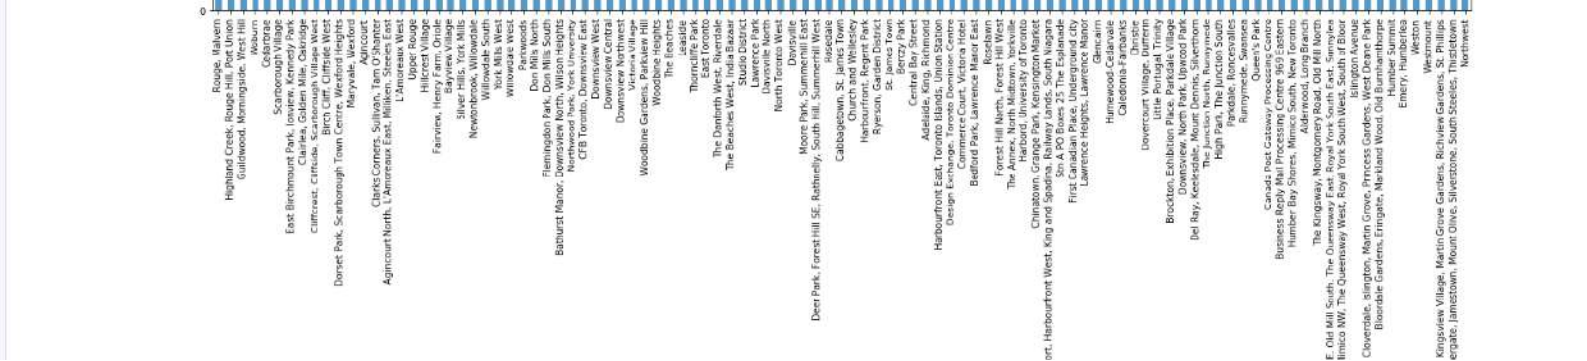 0
Rouge, Malvern
Highland Creek, Rouge Hill, Port Union
Guildwood, Morningside, West Hill
Woburn
Cedarbrae
Scarborough Village
East Birchmount Park, Ionview, Kennedy Park
Clairlea, Golden Mile, Oakridge
Cliffcrest, Cliffside, Scarborough Village West
Birch Cliff, Cliffside West
Dorset Park, Scarborough Town Centre, Wexford Heights
Maryvale, Wexford
Agincourt
Clarks Corners, Sullivan, Tam O'Shanter
Agincourt North, L'Amoreaux East, Milliken, Steeles East
L'Amoreaux West
Upper Rouge
Hillcrest Village
Fairview, Henry Farm, Oriole
Bayview Village
Silver Hills, York Mills
Newtonbrook, Willowdale
Willowdale South
York Mills West
Willowdale West
Parkwoods
Don Mills North
Flemingdon Park, Don Mills South
Bathurst Manor, Downsview North, Wilson Heights
Northwood Park, York University
CFB Toronto, Downsview East
Downsview West
Downsview Central
Downsview Northwest
Victoria Village
Woodbine Gardens, Parkview Hill
Woodbine Heights
The Beaches
Leaside
Thorncliffe Park
East Toronto
The Danforth West, Riverdale
The Beaches West, India Bazaar
Studio District
Lawrence Park
Davisville North
North Toronto West
Davisville
Moore Park, Summerhill East
Deer Park, Forest Hill SE, Rathnelly, South Hill, Summerhill West
Rosedale
Cabbagetown, St. James Town
Church and Wellesley
Harbourfront, Regent Park
Ryerson, Garden District
St. James Town
Berczy Park
Central Bay Street
Adelaide, King, Richmond
Harbourfront East, Toronto Islands, Union Station
Design Exchange, Toronto Dominion Centre
Commerce Court, Victoria Hotel
Bedford Park, Lawrence Manor East
Roselawn
Forest Hill North, Forest Hill West
The Annex, North Midtown, Yorkville
Harbord, University of Toronto
Chinatown, Grange Park, Kensington Market
ort, Harbourfront West, King and Spadina, Railway Lands, South Niagara
Stn A PO Boxes 25 The Esplanade
First Canadian Place, Underground city
Lawrence Heights, Lawrence Manor
Glencairn
Humewood-Cedarvale
Caledonia-Fairbanks
Christie
Dovercourt Village, Dufferin
Little Portugal, Trinity
Brockton, Exhibition Place, Parkdale Village
Downsview, North Park, Upwood Park
Del Ray, Keelesdale, Mount Dennis, Silverthorn
The Junction North, Runnymede
High Park, The Junction South
Parkdale, Roncesvalles
Runnymede, Swansea
Queen's Park
Canada Post Gateway Processing Centre
Business Reply Mail Processing Centre 969 Eastern
Humber Bay Shores, Mimico South, New Toronto
Alderwood, Long Branch
The Kingsway, Montgomery Road, Old Mill North
E, Old Mill South, The Queensway East, Royal York South East, Sunnylea
limico NW, The Queensway West, Royal York South West, South of Bloor
Islington Avenue
Cloverdale, Islington, Martin Grove, Princess Gardens, West Deane Park
Bloordale Gardens, Eringate, Markland Wood, Old Burnhamthorpe
Humber Summit
Emery, Humberlea
Weston
Westmount
Kingsview Village, Martin Grove Gardens, Richview Gardens, St. Phillips
ergate, Jamestown, Mount Olive, Silverstone, South Steeles, Thistletown
Northwest